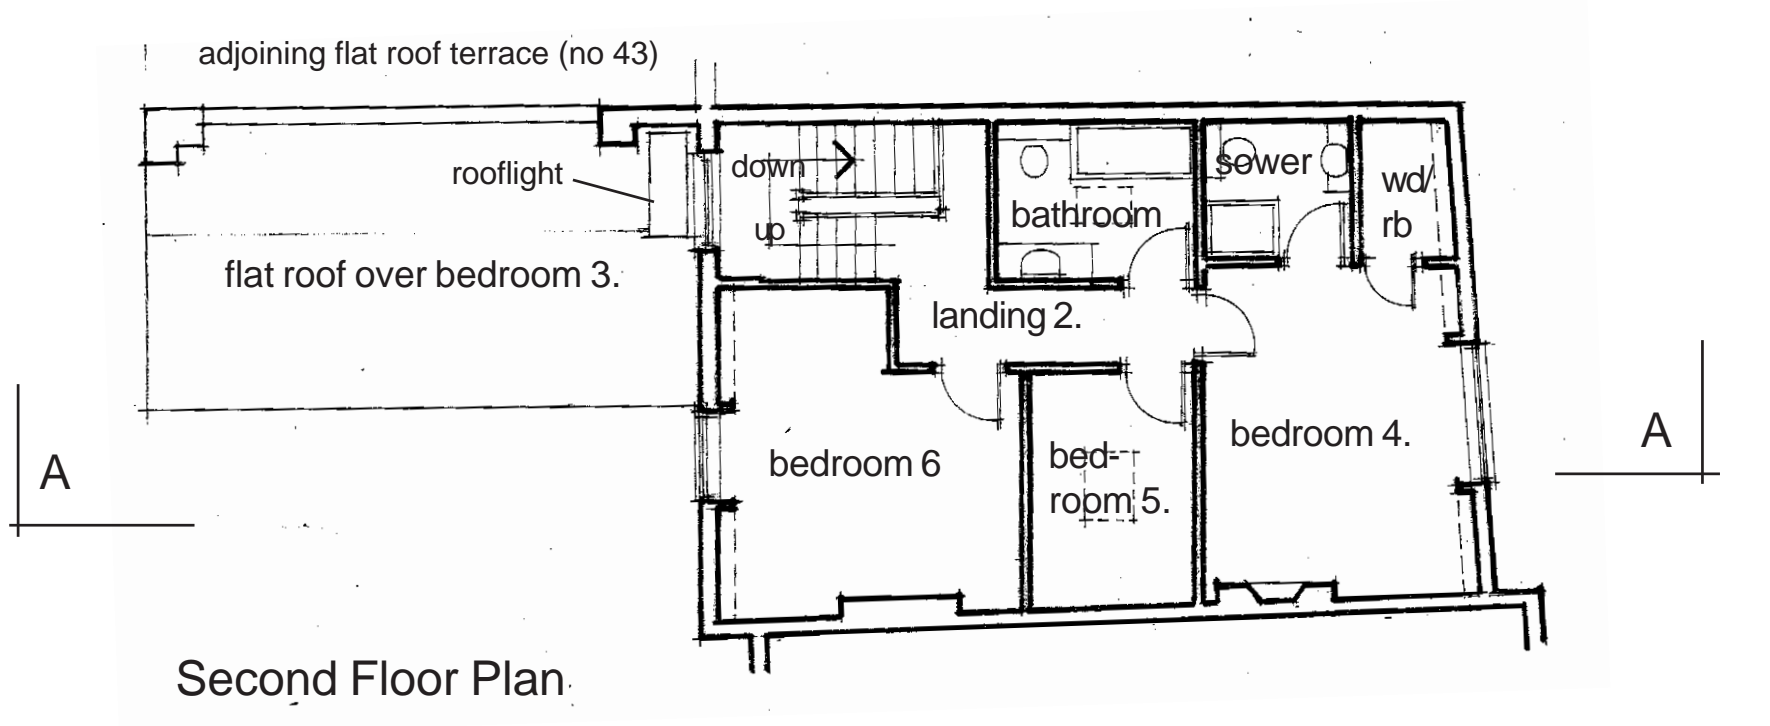 adjoining flat roof terrace (no 43)
rooflight
down
sower
wd/
rb
bathroom
up
flat roof over bedroom 3.
landing 2.
bedroom 4.
A
A
bedroom 6
bed-
room 5.
Second Floor Plan